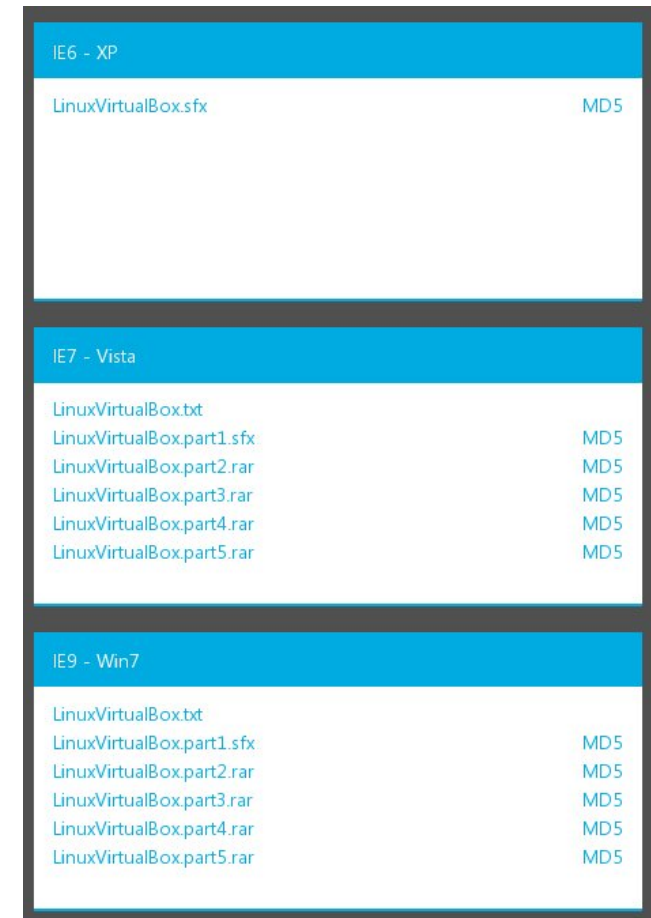 IE6 - XP
LinuxVirtualBox.sfx MD5
IE7 - Vista
LinuxVirtualBox.txt
LinuxVirtualBox.part1.sfx MD5
LinuxVirtualBox.part2.rar MD5
LinuxVirtualBox.part3.rar MD5
LinuxVirtualBox.part4.rar MD5
LinuxVirtualBox.part5.rar MD5
IE9 - Win7
LinuxVirtualBox.txt
LinuxVirtualBox.part1.sfx MD5
LinuxVirtualBox.part2.rar MD5
LinuxVirtualBox.part3.rar MD5
LinuxVirtualBox.part4.rar MD5
LinuxVirtualBox.part5.rar MD5